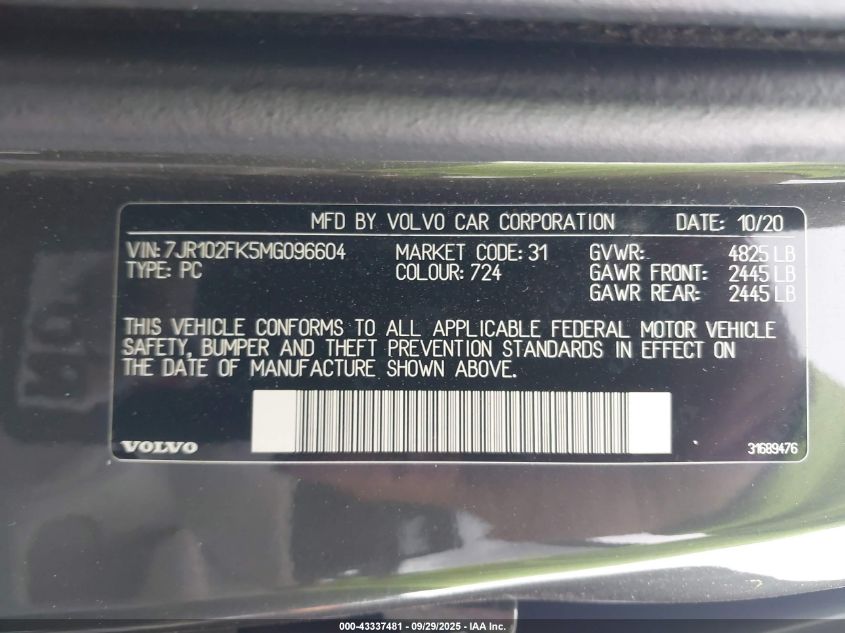 MFD BY VOLVO CAR CORPORATION DATE: 10/20
VIN: 7JR102FK5MG096604 MARKET CODE: 31 GVWR: 4825 LB
TYPE: PC COLOUR: 724 GAWR FRONT: 2445 LB
GAWR REAR: 2445 LB
THIS VEHICLE CONFORMS TO ALL APPLICABLE FEDERAL MOTOR VEHICLE
SAFETY, BUMPER AND THEFT PREVENTION STANDARDS IN EFFECT ON
THE DATE OF MANUFACTURE SHOWN ABOVE.
VOLVO 31689476
000-43337481 - 09/29/2025 - IAA Inc.